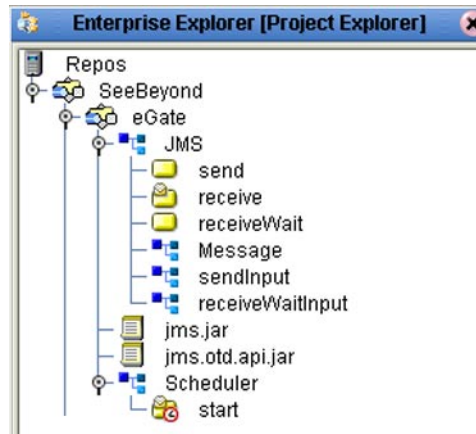 Enterprise Explorer [Project Explorer]
Repos
SeeBeyond
eGate
JMS
send
receive
receiveWait
Message
sendInput
receiveWaitInput
jms.jar
jms.otd.api.jar
Scheduler
start